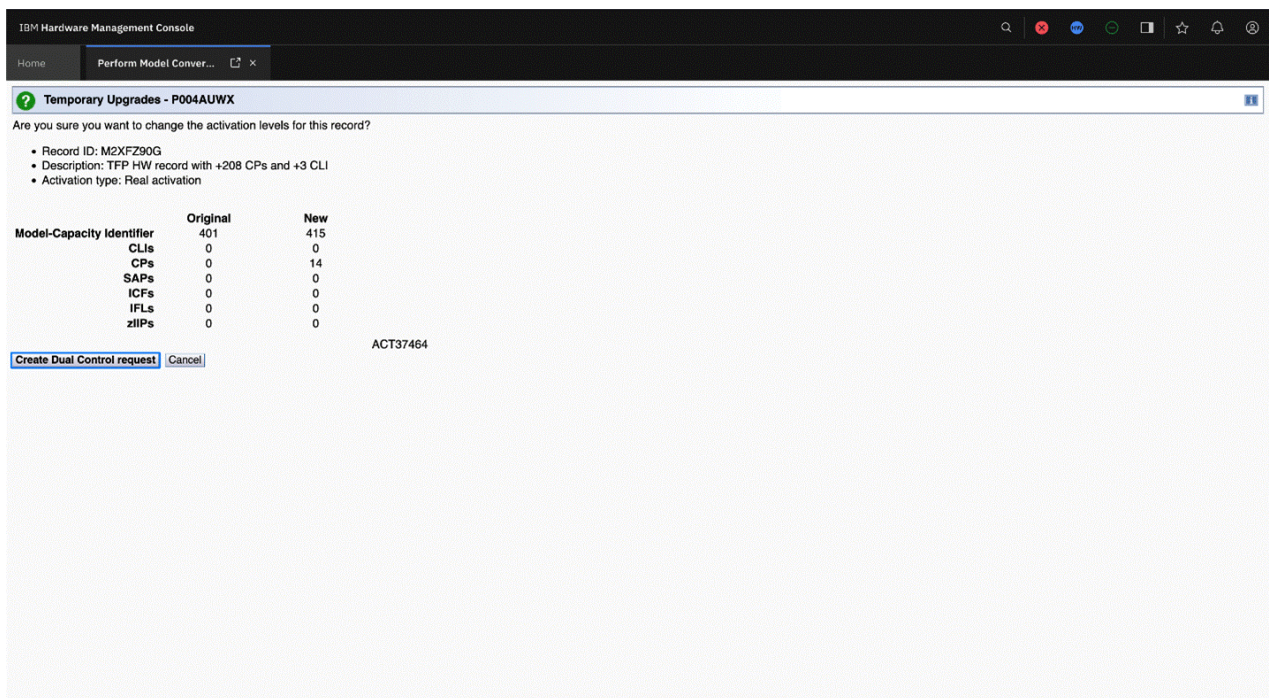 IBM Hardware Management Console
Home
Perform Model Conver...
Temporary Upgrades - P004AUWX
Are you sure you want to change the activation levels for this record?
• Record ID: M2XFZ90G
• Description: TFP HW record with +208 CPs and +3 CLI
• Activation type: Real activation
Original New
Model-Capacity Identifier 401 415
CLIs 0 0
CPs 0 14
SAPs 0 0
ICFs 0 0
IFLs 0 0
zIIPs 0 0
ACT37464
Create Dual Control request Cancel